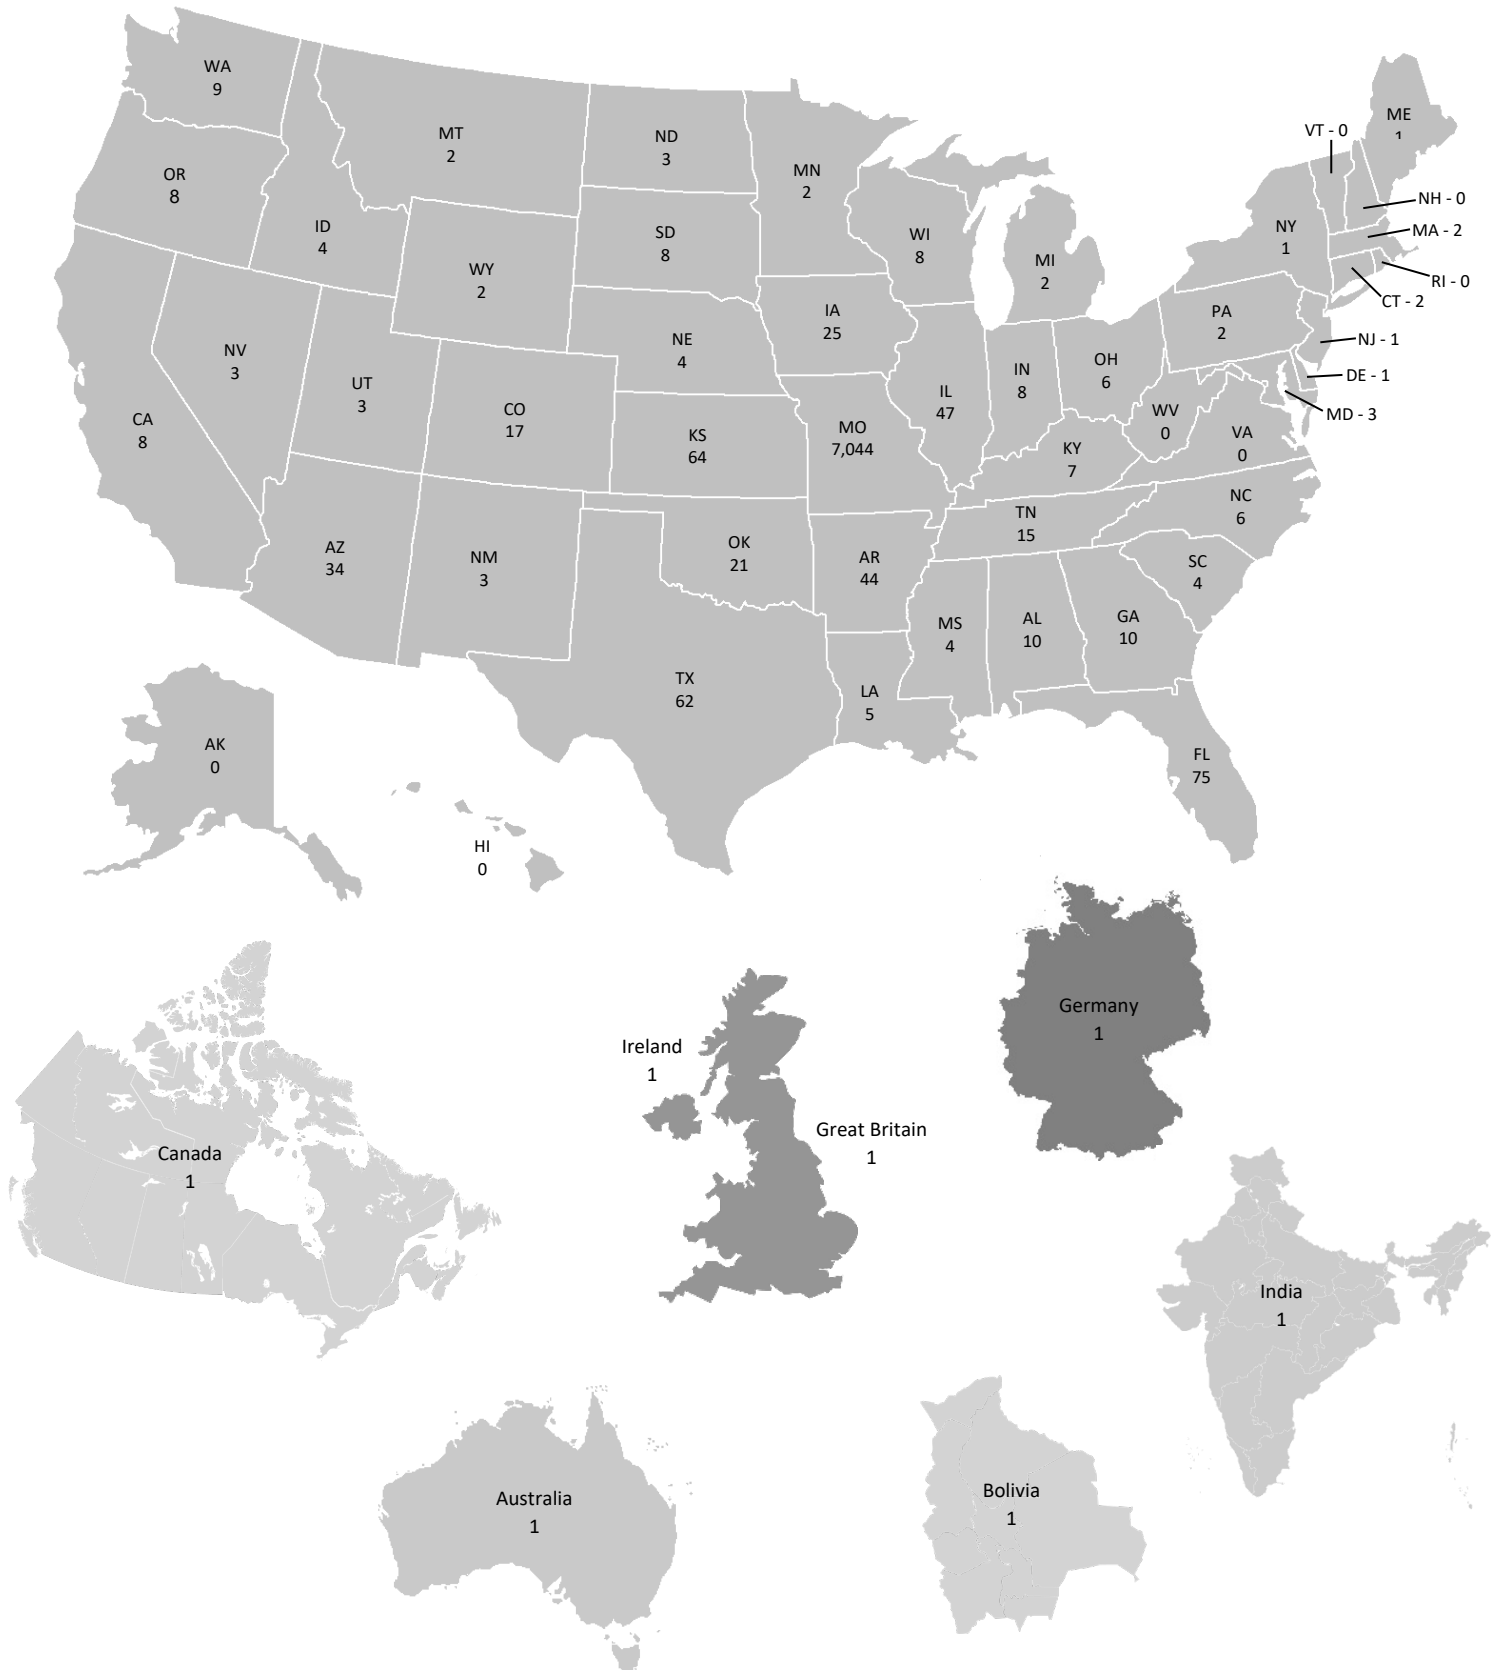 WA
9
ME
1
VT - 0
MT
2
ND
3
MN
2
OR
8
NH - 0
ID
4
SD
8
WI
8
NY
1
MA - 2
WY
2
MI
2
RI - 0
CT - 2
IA
25
PA
2
NJ - 1
NE
4
NV
3
OH
6
IN
8
DE - 1
UT
3
IL
47
CO
17
WV
0
MD - 3
CA
8
MO
7,044
KS
64
VA
0
KY
7
NC
6
TN
15
AZ
34
NM
3
OK
21
AR
44
SC
4
MS
4
AL
10
GA
10
TX
62
LA
5
AK
0
FL
75
HI
0
Germany
1
Ireland
1
Great Britain
1
Canada
1
India
1
Australia
1
Bolivia
1